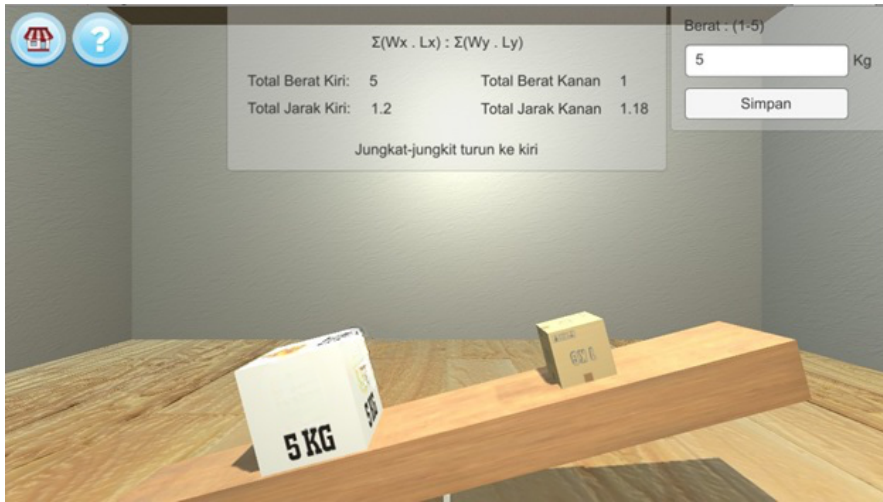 ?
Σ(Wx . Lx) : Σ(Wy . Ly)
Total Berat Kiri: 5 Total Berat Kanan 1
Total Jarak Kiri: 1.2 Total Jarak Kanan 1.18
Jungkat-jungkit turun ke kiri
Berat : (1-5)
5 Kg
Simpan
5 KG